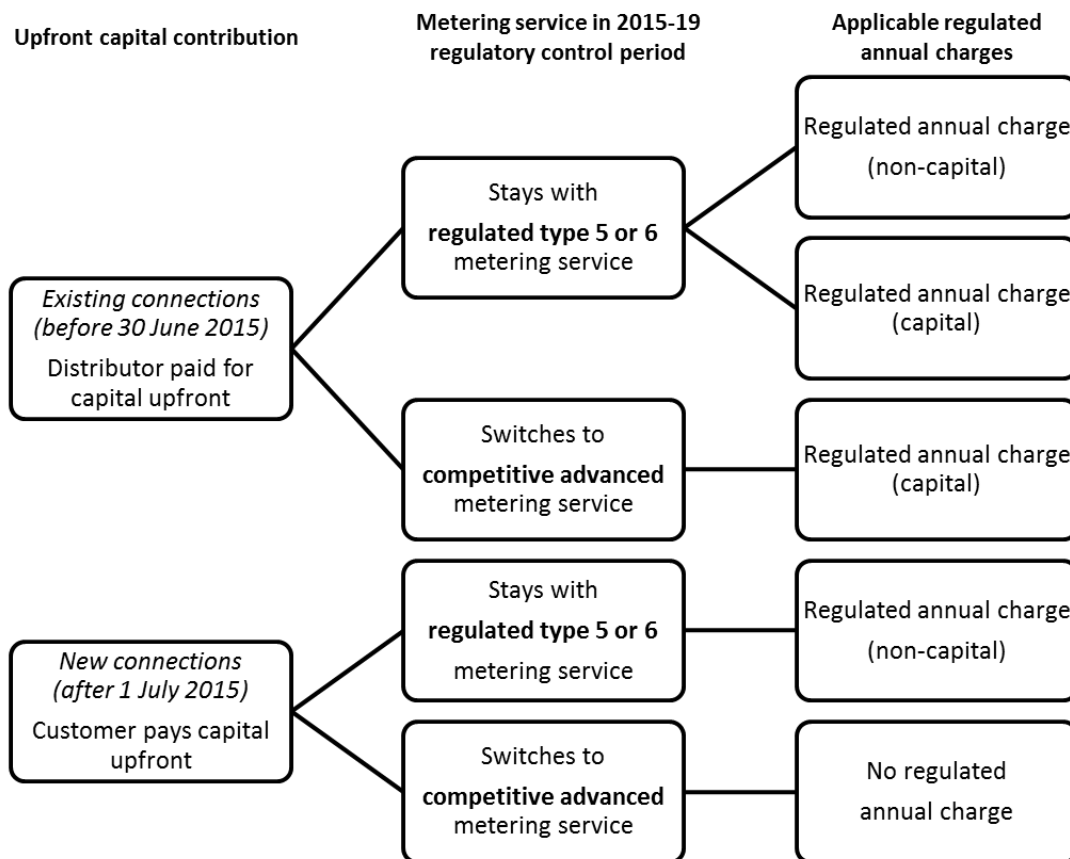 Upfront capital contribution
Metering service in 2015-19
regulatory control period
Applicable regulated
annual charges
Existing connections
(before 30 June 2015)
Distributor paid for
capital upfront
Stays with
regulated type 5 or 6
metering service
Regulated annual charge
(non-capital)
Regulated annual charge
(capital)
Switches to
competitive advanced
metering service
Regulated annual charge
(capital)
New connections
(after 1 July 2015)
Customer pays capital
upfront
Stays with
regulated type 5 or 6
metering service
Regulated annual charge
(non-capital)
Switches to
competitive advanced
metering service
No regulated
annual charge